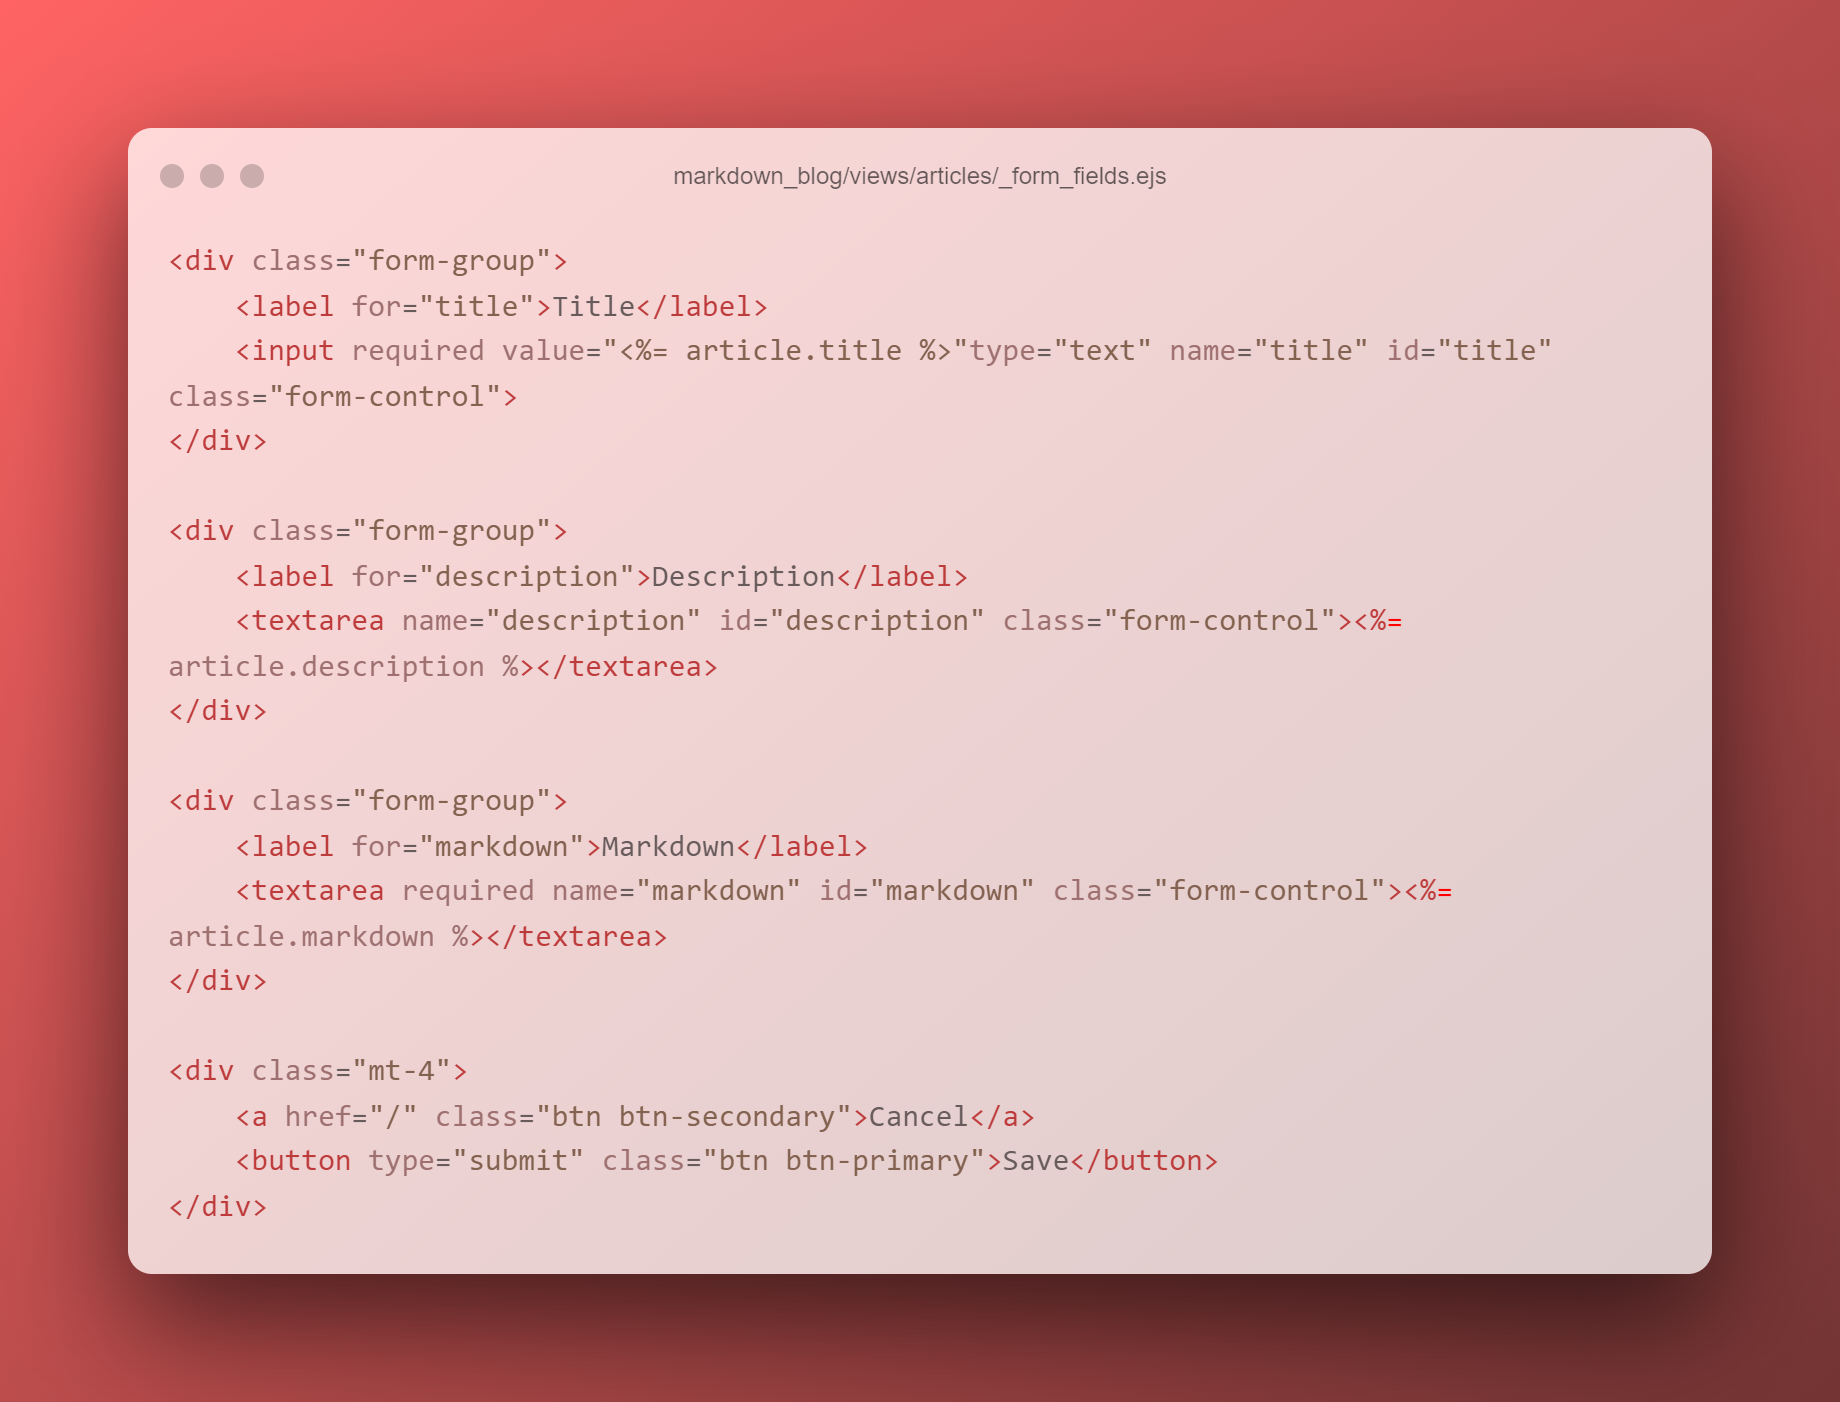 markdown_blog/views/articles/_form_fields.ejs
<div class="form-group">
    <label for="title">Title</label>
    <input required value="<%= article.title %>"type="text" name="title" id="title"
class="form-control">
</div>

<div class="form-group">
    <label for="description">Description</label>
    <textarea name="description" id="description" class="form-control"><%=
article.description %></textarea>
</div>

<div class="form-group">
    <label for="markdown">Markdown</label>
    <textarea required name="markdown" id="markdown" class="form-control"><%=
article.markdown %></textarea>
</div>

<div class="mt-4">
    <a href="/" class="btn btn-secondary">Cancel</a>
    <button type="submit" class="btn btn-primary">Save</button>
</div>